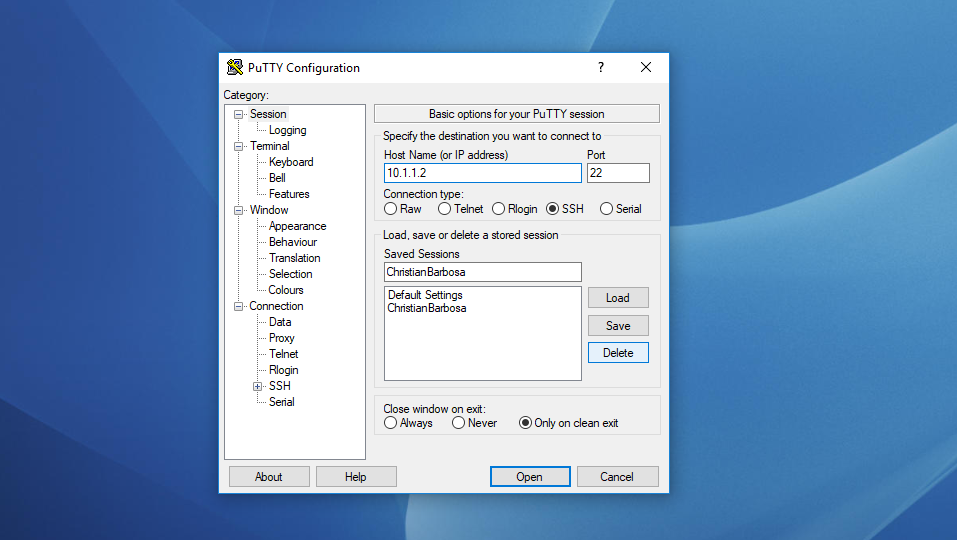 PuTTY Configuration
?
Category:
Session
Logging
Terminal
Keyboard
Bell
Features
Window
Appearance
Behaviour
Translation
Selection
Colours
Connection
Data
Proxy
Telnet
Rlogin
SSH
Serial
Basic options for your PuTTY session
Specify the destination you want to connect to
Host Name (or IP address) Port
10.1.1.2 22
Connection type:
Raw Telnet Rlogin SSH Serial
Load, save or delete a stored session
Saved Sessions
ChristianBarbosa
Default Settings
ChristianBarbosa
Load
Save
Delete
Close window on exit:
Always Never Only on clean exit
About Help Open Cancel